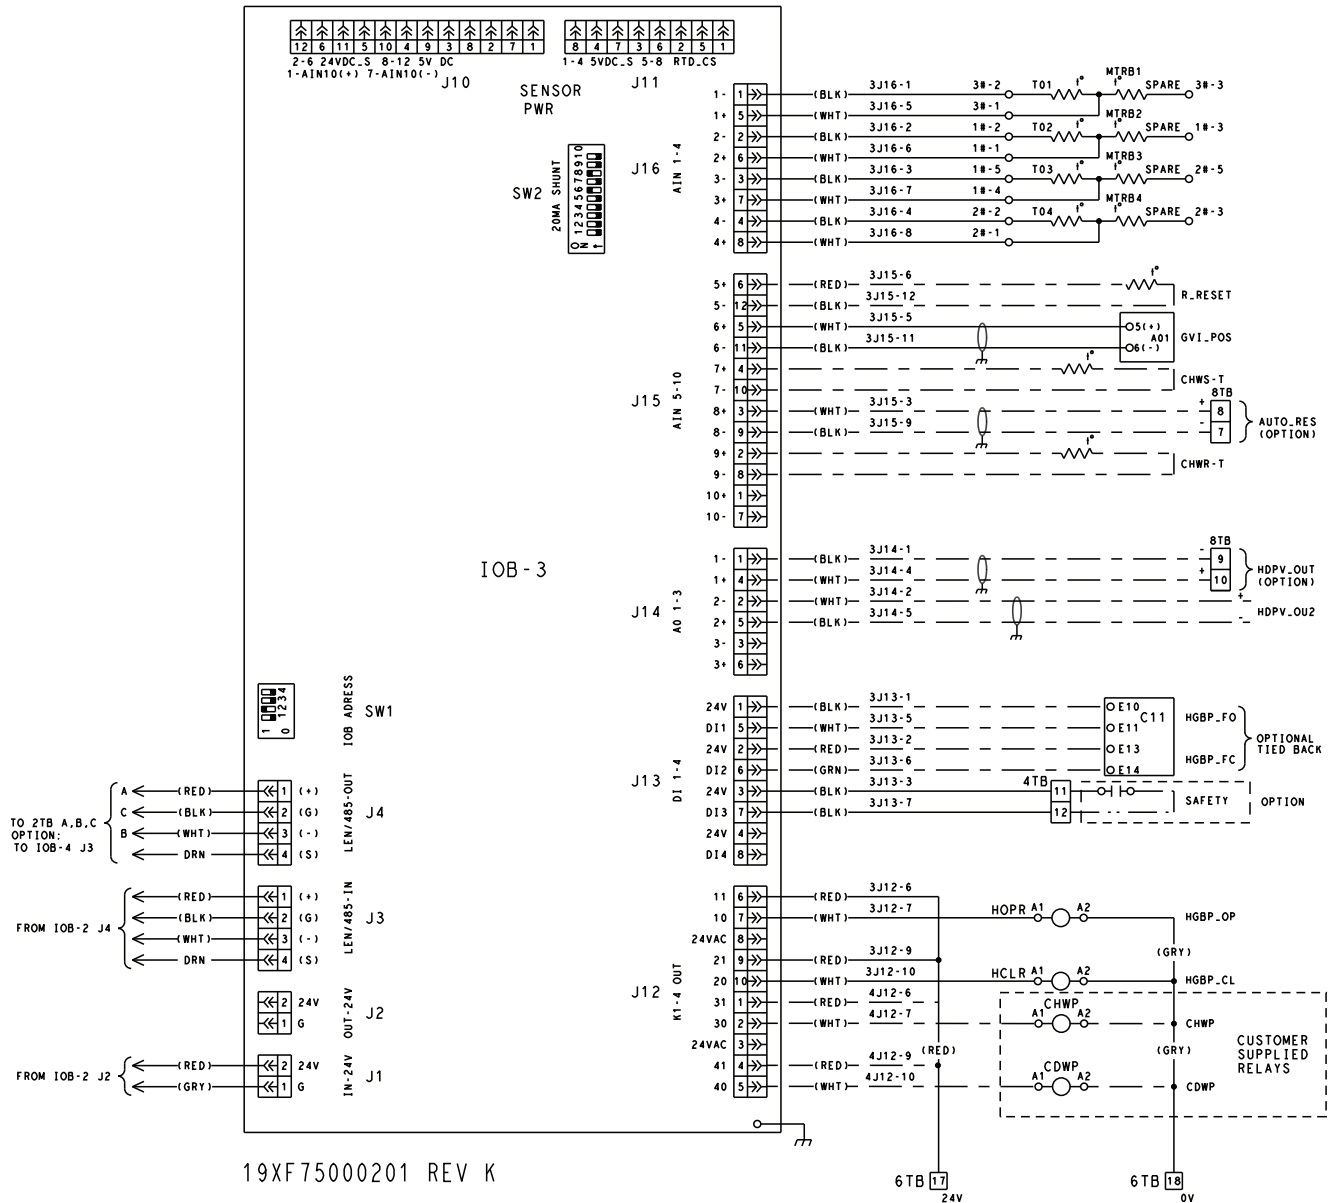 12 6 11 5 10 4 9 3 8 2 7 1
2-6 24VDC_S 8-12 5V DC
1-AIN10(+) 7-AIN10(-)
J10
8 4 7 3 6 2 5 1
1-4 5VDC_S 5-8 RTD_CS
J11
SENSOR
PWR
SW2
20MA SHUNT
1 2 3 4 5 6 7 8 9 10
ON ↑
J16
AIN 1-4
1- 1 (BLK) 3J16-1 3#-2 T01 t° MTRB1 t° SPARE 3#-3
1+ 5 (WHT) 3J16-5 3#-1
2- 2 (BLK) 3J16-2 1#-2 T02 t° MTRB2 t° SPARE 1#-3
2+ 6 (WHT) 3J16-6 1#-1
3- 3 (BLK) 3J16-3 1#-5 T03 t° MTRB3 t° SPARE 2#-5
3+ 7 (WHT) 3J16-7 1#-4
4- 4 (BLK) 3J16-4 2#-2 T04 t° MTRB4 t° SPARE 2#-3
4+ 8 (WHT) 3J16-8 2#-1
J15
AIN 5-10
5+ 6 (RED) 3J15-6 t°
5- 12 (BLK) 3J15-12 R_RESET
6+ 5 (WHT) 3J15-5 5(+)
A01 GVI_POS
6- 11 (BLK) 3J15-11 6(-)
7+ 4 t°
7- 10 CHWS-T
8TB
8+ 3 (WHT) 3J15-3 + 8
8- 9 (BLK) 3J15-9 - 7
AUTO_RES
(OPTION)
9+ 2 t°
9- 8 CHWR-T
10+ 1
10- 7
IOB-3
J14
AO 1-3
8TB
1- 1 (BLK) 3J14-1 - 9
1+ 4 (WHT) 3J14-4 + 10
HDPV_OUT
(OPTION)
2- 2 (WHT) 3J14-2 +
2+ 5 (BLK) 3J14-5 -
HDPV_OU2
3- 3
3+ 6
SW1
IOB ADRESS
1 2 3 4
1 0
J13
DI 1-4
24V 1 (BLK) 3J13-1 E10
C11 HGBP_FO
DI1 5 (WHT) 3J13-5 E11
24V 2 (RED) 3J13-2 E13
HGBP_FC
DI2 6 (GRN) 3J13-6 E14
OPTIONAL
TIED BACK
4TB
24V 3 (BLK) 3J13-3 11
SAFETY OPTION
DI3 7 (BLK) 3J13-7 12
24V 4
DI4 8
TO 2TB A,B,C
OPTION:
TO IOB-4 J3
A (RED) 1 (+)
C (BLK) 2 (G)
B (WHT) 3 (-)
DRN 4 (S)
LEN/485-OUT
J4
FROM IOB-2 J4
(RED) 1 (+)
(BLK) 2 (G)
(WHT) 3 (-)
DRN 4 (S)
LEN/485-IN
J3
2 24V
1 G
OUT-24V
J2
FROM IOB-2 J2
(RED) 2 24V
(GRY) 1 G
IN-24V
J1
J12
K1-4 OUT
11 6 (RED) 3J12-6
10 7 (WHT) 3J12-7 HOPR A1 A2 HGBP_OP
24VAC 8
(GRY)
21 9 (RED) 3J12-9
20 10 (WHT) 3J12-10 HCLR A1 A2 HGBP_CL
31 1 (RED) 4J12-6
CHWP
30 2 (WHT) 4J12-7 A1 A2 CHWP
24VAC 3
(RED) (GRY)
41 4 (RED) 4J12-9
CDWP
40 5 (WHT) 4J12-10 A1 A2 CDWP
CUSTOMER
SUPPLIED
RELAYS
19XF75000201 REV K
6TB 17
24V
6TB 18
0V